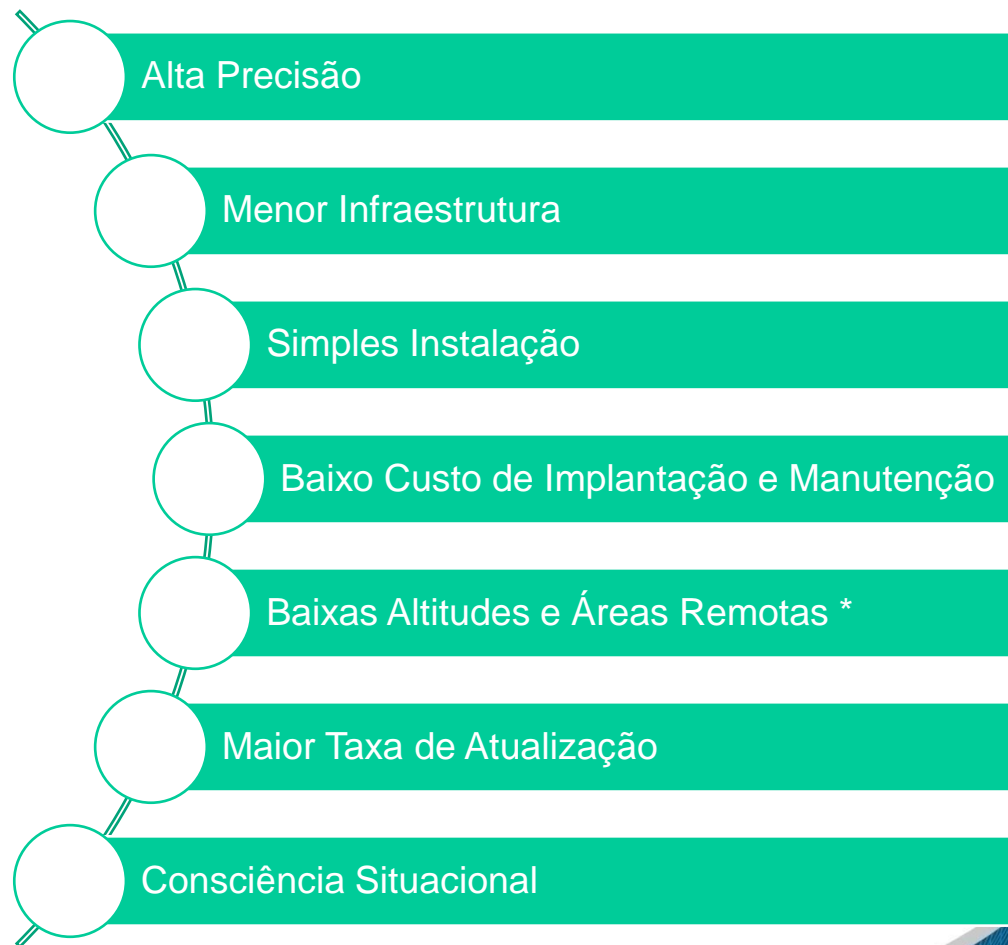 Alta Precisão
Menor Infraestrutura
Simples Instalação
Baixo Custo de Implantação e Manutenção
Baixas Altitudes e Áreas Remotas *
Maior Taxa de Atualização
Consciência Situacional